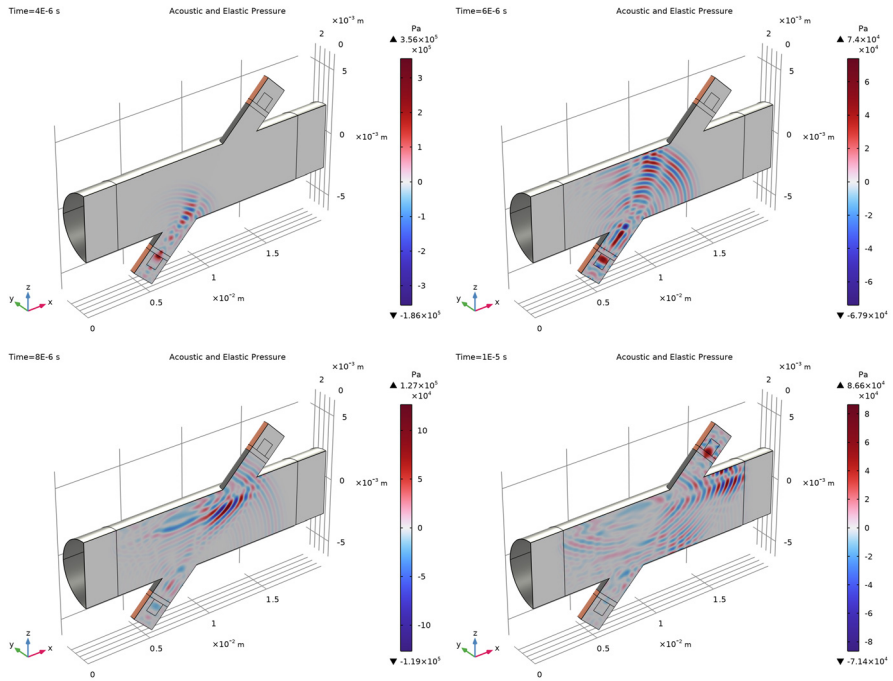 Time=4E-6 s
Acoustic and Elastic Pressure
×10⁻³ m
2
0
5
0
×10⁻³ m
-5
1.5
1
×10⁻² m
0.5
0
z
y
x
Pa
▲ 3.56×10⁵
×10⁵
3
2
1
0
-1
-2
-3
▼ -1.86×10⁵
Time=6E-6 s
Acoustic and Elastic Pressure
×10⁻³ m
2
0
5
0
×10⁻³ m
-5
1.5
1
×10⁻² m
0.5
0
z
y
x
Pa
▲ 7.4×10⁴
×10⁴
6
4
2
0
-2
-4
-6
▼ -6.79×10⁴
Time=8E-6 s
Acoustic and Elastic Pressure
×10⁻³ m
2
0
5
0
×10⁻³ m
-5
1.5
1
×10⁻² m
0.5
0
z
y
x
Pa
▲ 1.27×10⁵
×10⁴
10
5
0
-5
-10
▼ -1.19×10⁵
Time=1E-5 s
Acoustic and Elastic Pressure
×10⁻³ m
2
0
5
0
×10⁻³ m
-5
1.5
1
×10⁻² m
0.5
0
z
y
x
Pa
▲ 8.66×10⁴
×10⁴
8
6
4
2
0
-2
-4
-6
-8
▼ -7.14×10⁴